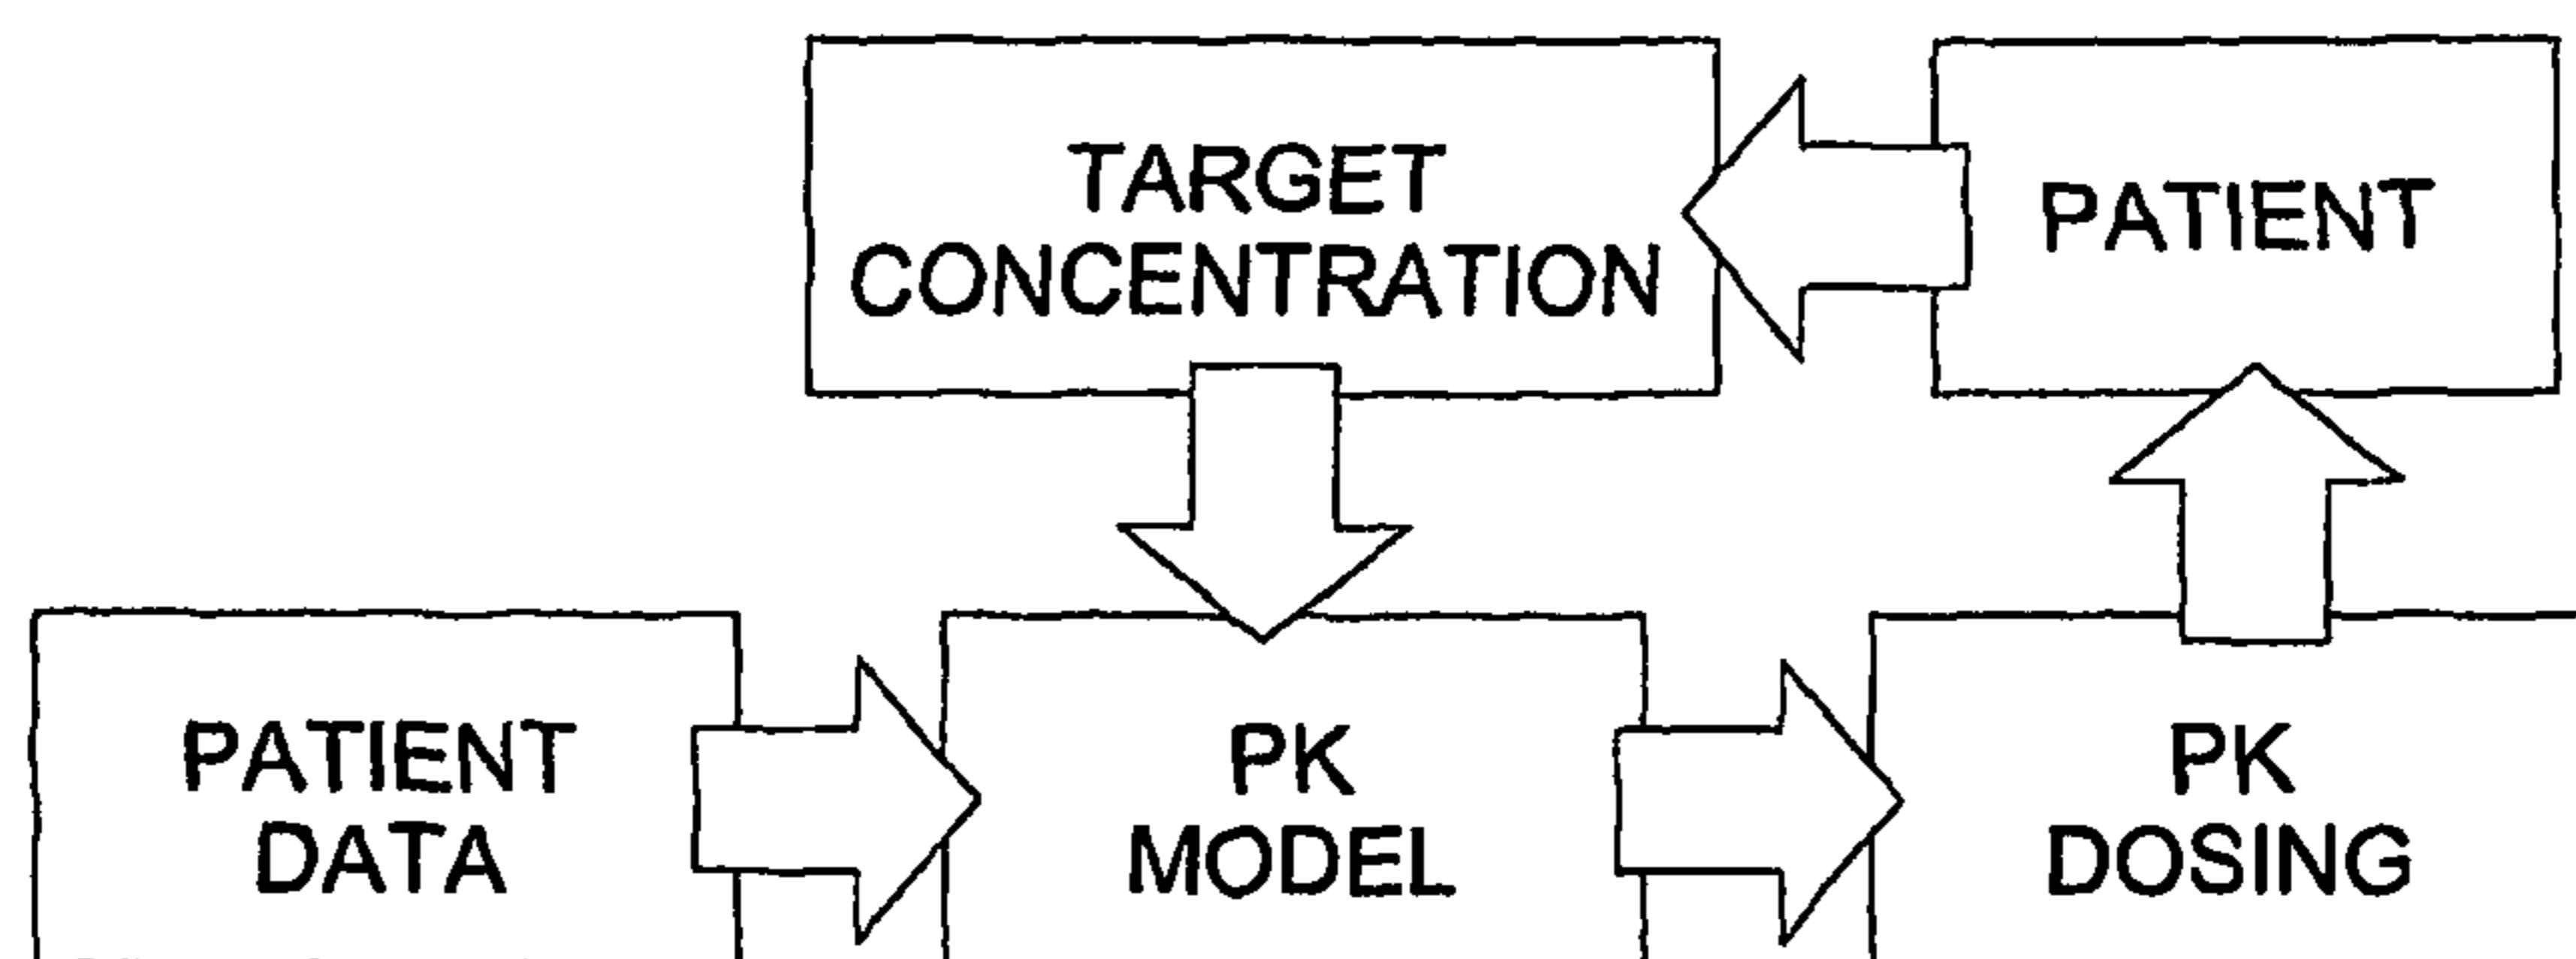 TARGET
CONCENTRATION
PATIENT
PATIENT
DATA
PK
MODEL
PK
DOSING